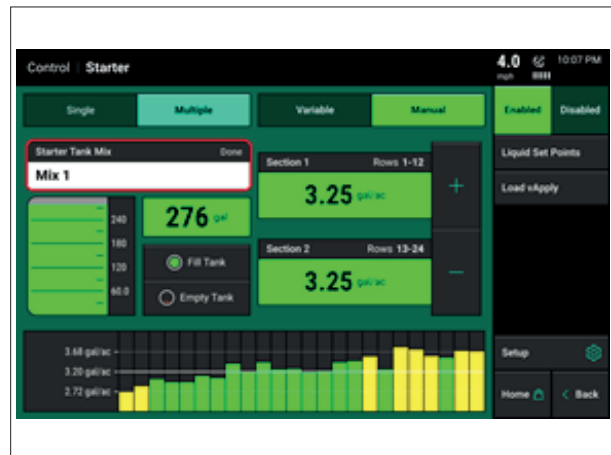 Control | Starter
4.0
mph
10:07 PM
Single
Multiple
Variable
Manual
Enabled
Disabled
Starter Tank Mix
Done
Mix 1
Section 1
Rows 1-12
3.25 gal/ac
+
Liquid Set Points
Load vApply
240
180
120
60.0
276 gal
Fill Tank
Empty Tank
Section 2
Rows 13-24
3.25 gal/ac
−
3.68 gal/ac
3.20 gal/ac
2.72 gal/ac
Setup
Home
< Back